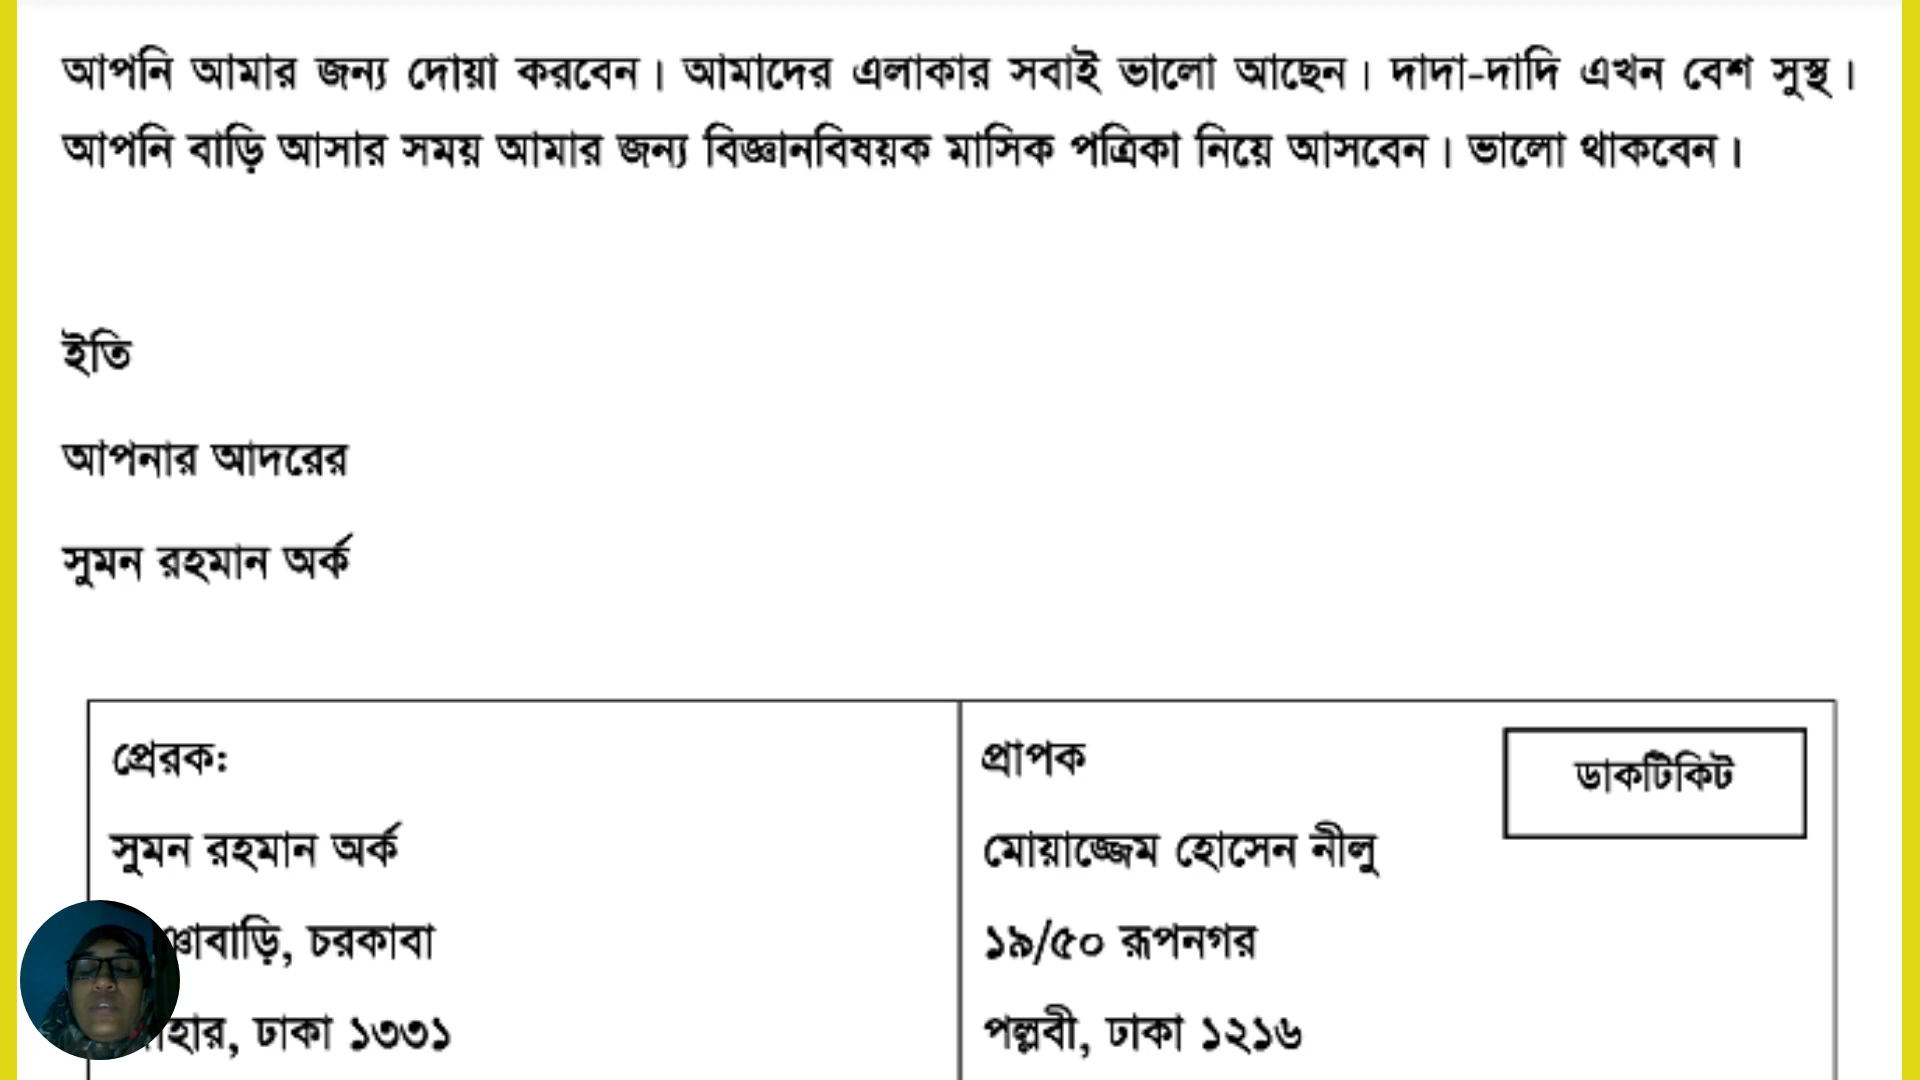 আপনি আমার জন্য দোয়া করবেন। আমাদের এলাকার সবাই ভালো আছেন। দাদা-দাদি এখন বেশ সুস্থ।
আপনি বাড়ি আসার সময় আমার জন্য বিজ্ঞানবিষয়ক মাসিক পত্রিকা নিয়ে আসবেন। ভালো থাকবেন।
ইতি
আপনার আদরের
সুমন রহমান অর্ক
প্রেরক:
সুমন রহমান অর্ক
চরকাবা
ঢাকা ১৩৩১
প্রাপক
ডাকটিকিট
মোয়াজ্জেম হোসেন নীলু
১৯/৫০ রূপনগর
পল্লবী, ঢাকা ১২১৬